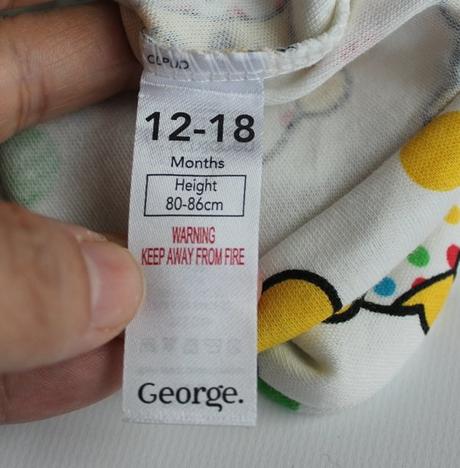 12-18
Months
Height
80-86cm
WARNING
KEEP AWAY FROM FIRE
George.